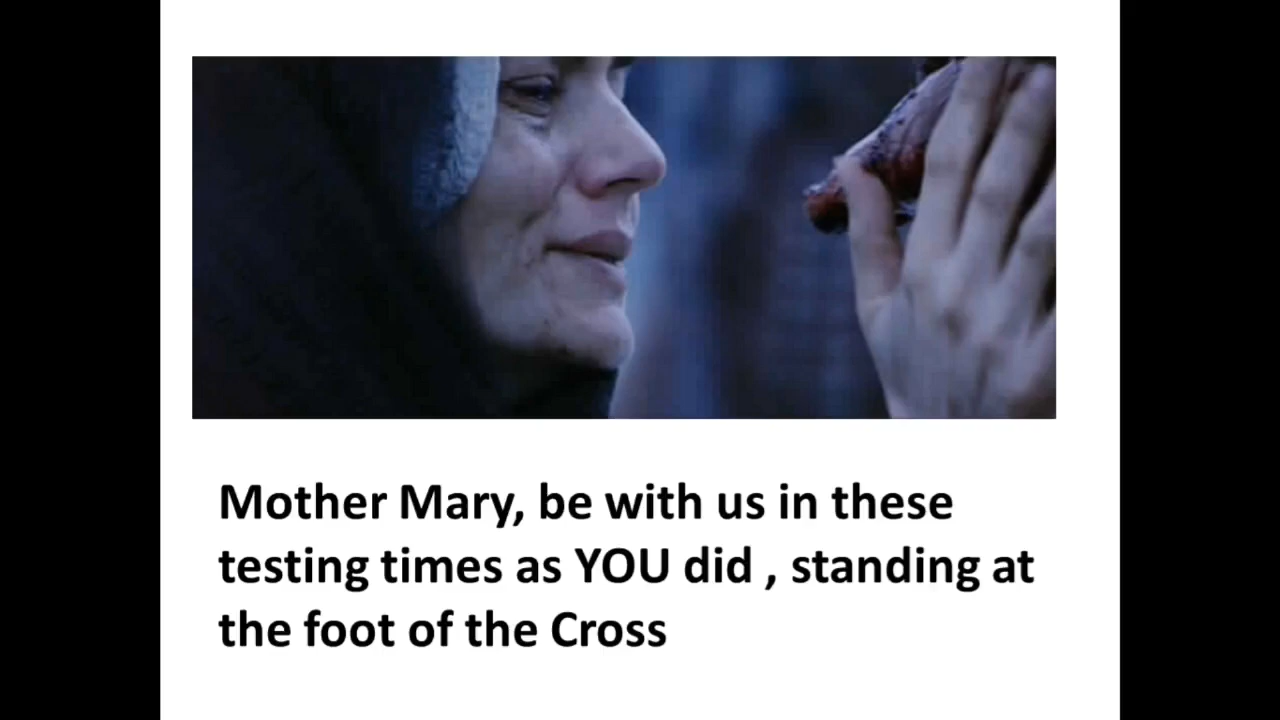 Mother Mary, be with us in these
testing times as YOU did , standing at
the foot of the Cross